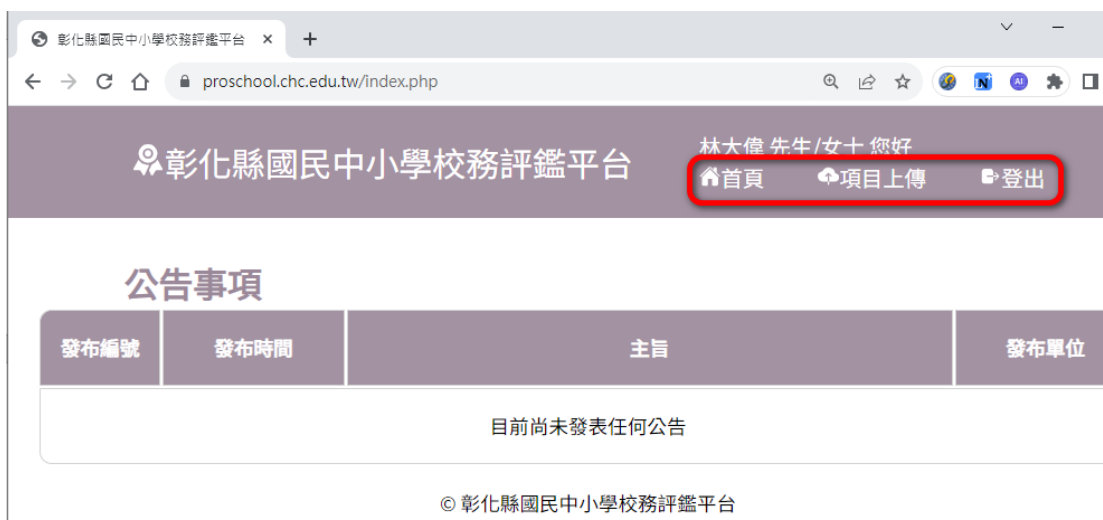 彰化縣國民中小學校務評鑑平台
proschool.chc.edu.tw/index.php
彰化縣國民中小學校務評鑑平台
林大偉 先生/女士 您好
首頁 項目上傳 登出
公告事項
發布編號 發布時間 主旨 發布單位
目前尚未發表任何公告
© 彰化縣國民中小學校務評鑑平台